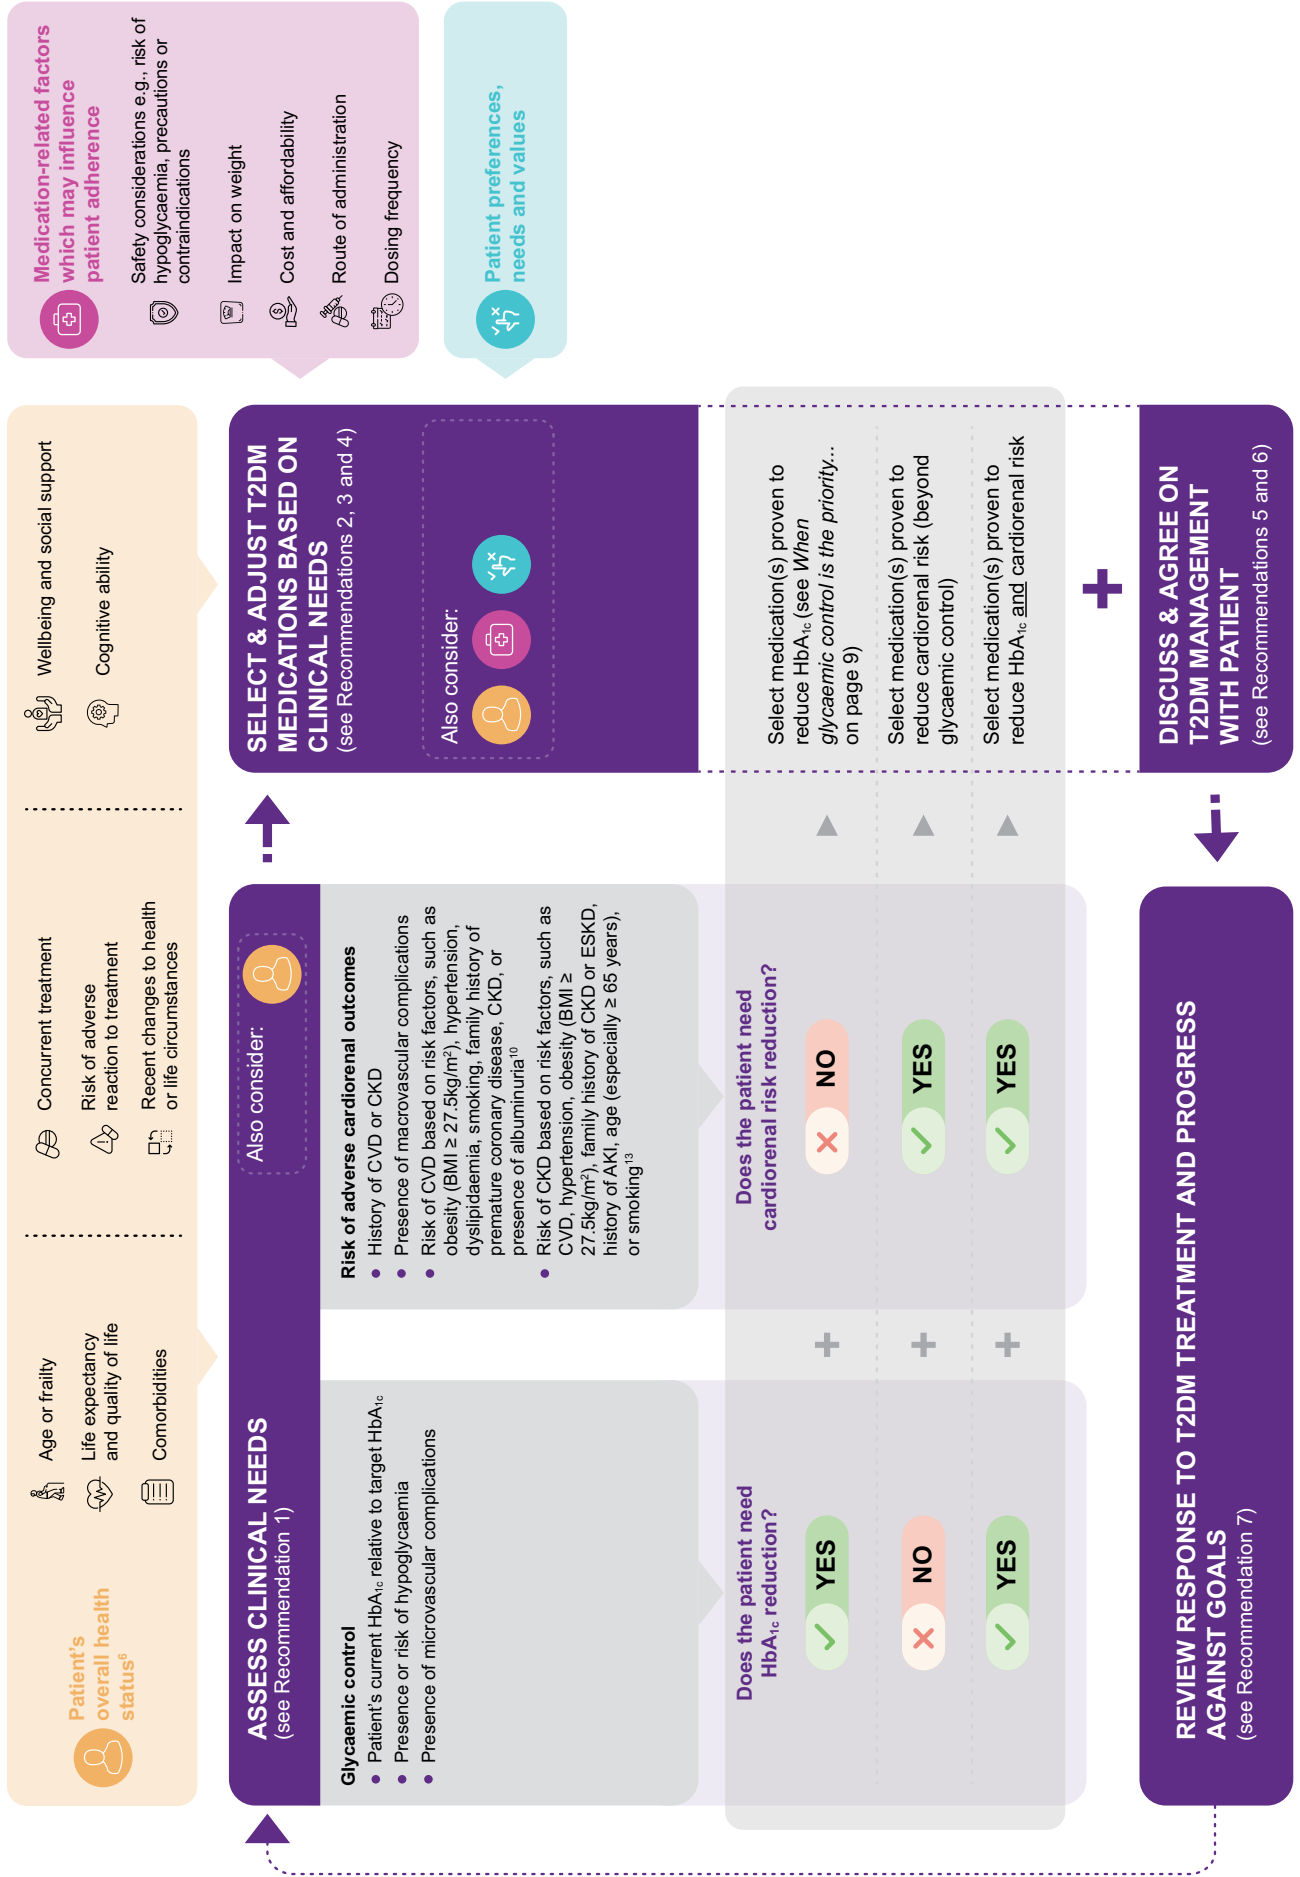 Patient's
overall health
status⁶
Age or frailty
Life expectancy
and quality of life
Comorbidities
Concurrent treatment
Risk of adverse
reaction to treatment
Recent changes to health
or life circumstances
Wellbeing and social support
Cognitive ability
Medication-related factors
which may influence
patient adherence
Safety considerations e.g., risk of
hypoglycaemia, precautions or
contraindications
Impact on weight
Cost and affordability
Route of administration
Dosing frequency
Patient preferences,
needs and values
ASSESS CLINICAL NEEDS
(see Recommendation 1)
Also consider:
Glycaemic control
• Patient's current HbA1c relative to target HbA1c
• Presence or risk of hypoglycaemia
• Presence of microvascular complications
Risk of adverse cardiorenal outcomes
• History of CVD or CKD
• Presence of macrovascular complications
• Risk of CVD based on risk factors, such as
obesity (BMI ≥ 27.5kg/m²), hypertension,
dyslipidaemia, smoking, family history of
premature coronary disease, CKD, or
presence of albuminuria¹⁰
• Risk of CKD based on risk factors, such as
CVD, hypertension, obesity (BMI ≥
27.5kg/m²), family history of CKD or ESKD,
history of AKI, age (especially ≥ 65 years),
or smoking¹³
SELECT & ADJUST T2DM
MEDICATIONS BASED ON
CLINICAL NEEDS
(see Recommendations 2, 3 and 4)
Also consider:
Does the patient need
HbA1c reduction?
Does the patient need
cardiorenal risk reduction?
YES
+
NO
Select medication(s) proven to
reduce HbA1c (see When
glycaemic control is the priority...
on page 9)
NO
+
YES
Select medication(s) proven to
reduce cardiorenal risk (beyond
glycaemic control)
YES
+
YES
Select medication(s) proven to
reduce HbA1c and cardiorenal risk
+
DISCUSS & AGREE ON
T2DM MANAGEMENT
WITH PATIENT
(see Recommendations 5 and 6)
REVIEW RESPONSE TO T2DM TREATMENT AND PROGRESS
AGAINST GOALS
(see Recommendation 7)